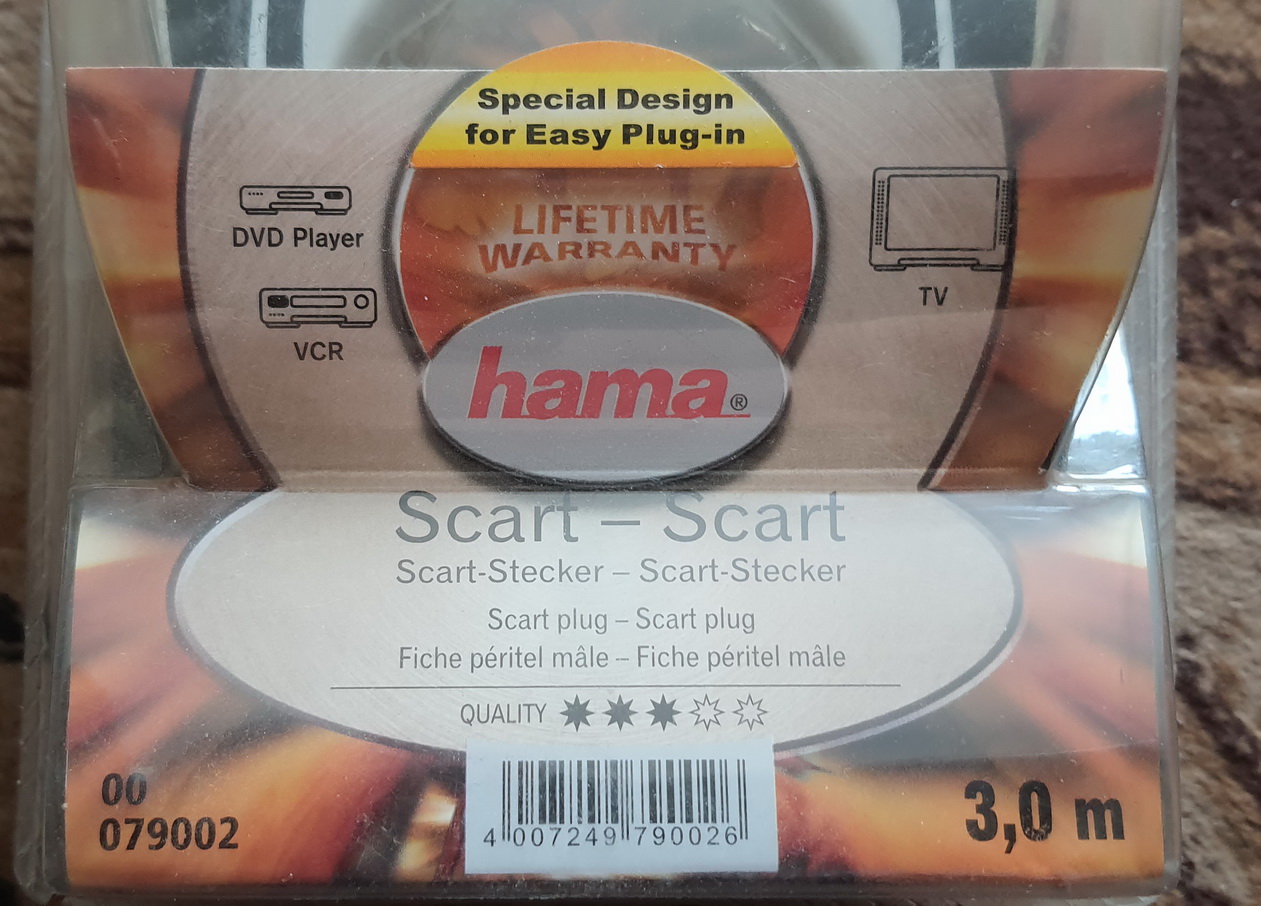 Special Design
for Easy Plug-in
LIFETIME
WARRANTY
DVD Player
VCR
TV
hama®
Scart – Scart
Scart-Stecker – Scart-Stecker
Scart plug – Scart plug
Fiche péritel mâle – Fiche péritel mâle
QUALITY
00
079002
4 007249 790026
3,0 m